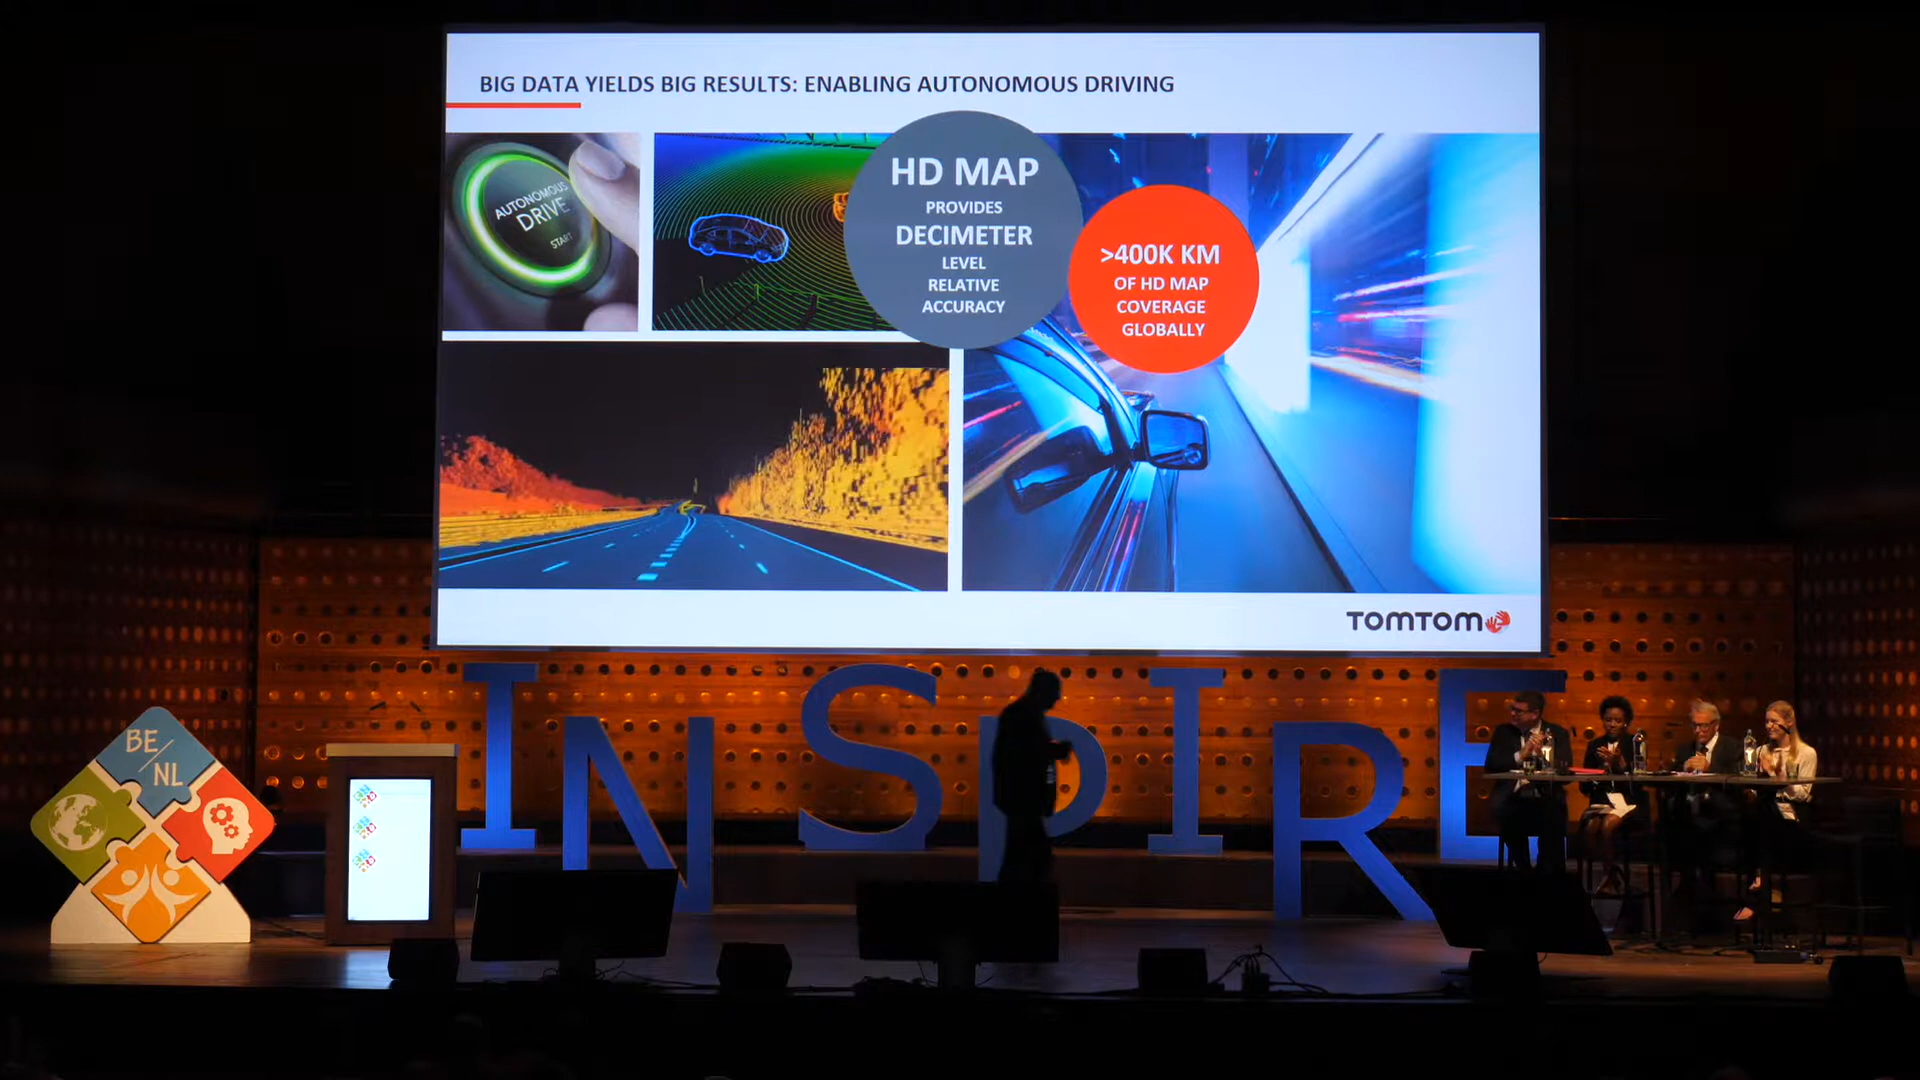 BIG DATA YIELDS BIG RESULTS: ENABLING AUTONOMOUS DRIVING
AUTONOMOUS
DRIVE
START
HD MAP
PROVIDES
DECIMETER
LEVEL
RELATIVE
ACCURACY
>400K KM
OF HD MAP
COVERAGE
GLOBALLY
TOMTOM
INSPIRE
BE/
NL